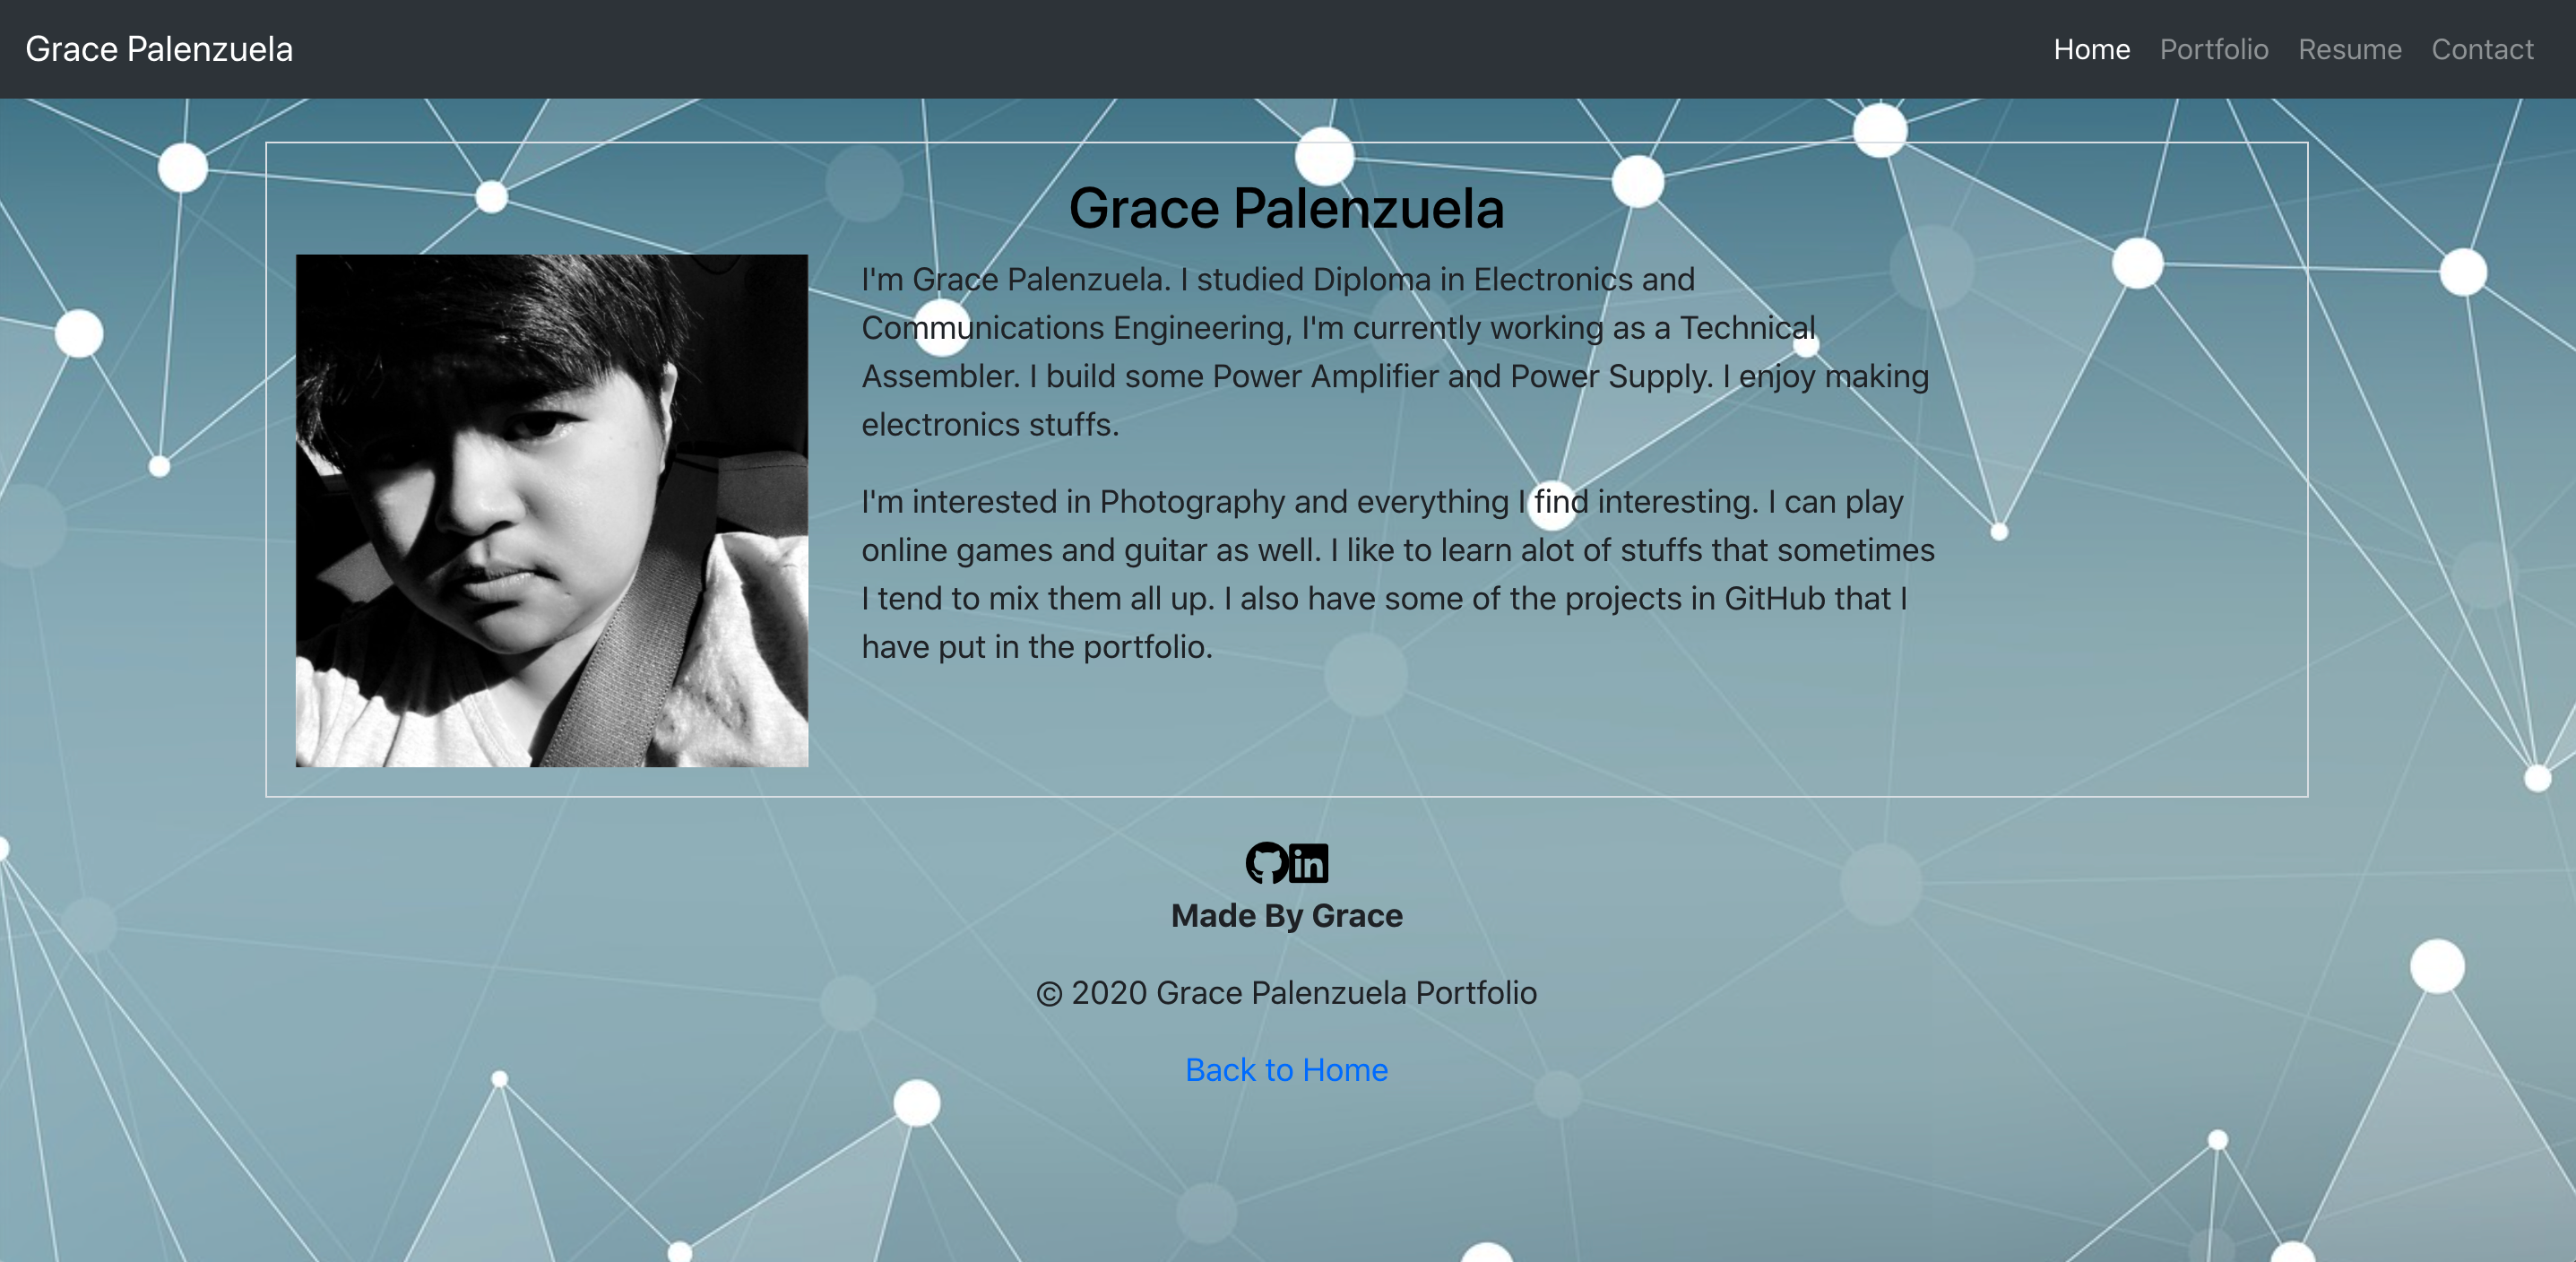 Grace Palenzuela
Home Portfolio Resume Contact
Grace Palenzuela
I'm Grace Palenzuela. I studied Diploma in Electronics and
Communications Engineering, I'm currently working as a Technical
Assembler. I build some Power Amplifier and Power Supply. I enjoy making
electronics stuffs.
I'm interested in Photography and everything I find interesting. I can play
online games and guitar as well. I like to learn alot of stuffs that sometimes
I tend to mix them all up. I also have some of the projects in GitHub that I
have put in the portfolio.
in
Made By Grace
© 2020 Grace Palenzuela Portfolio
Back to Home